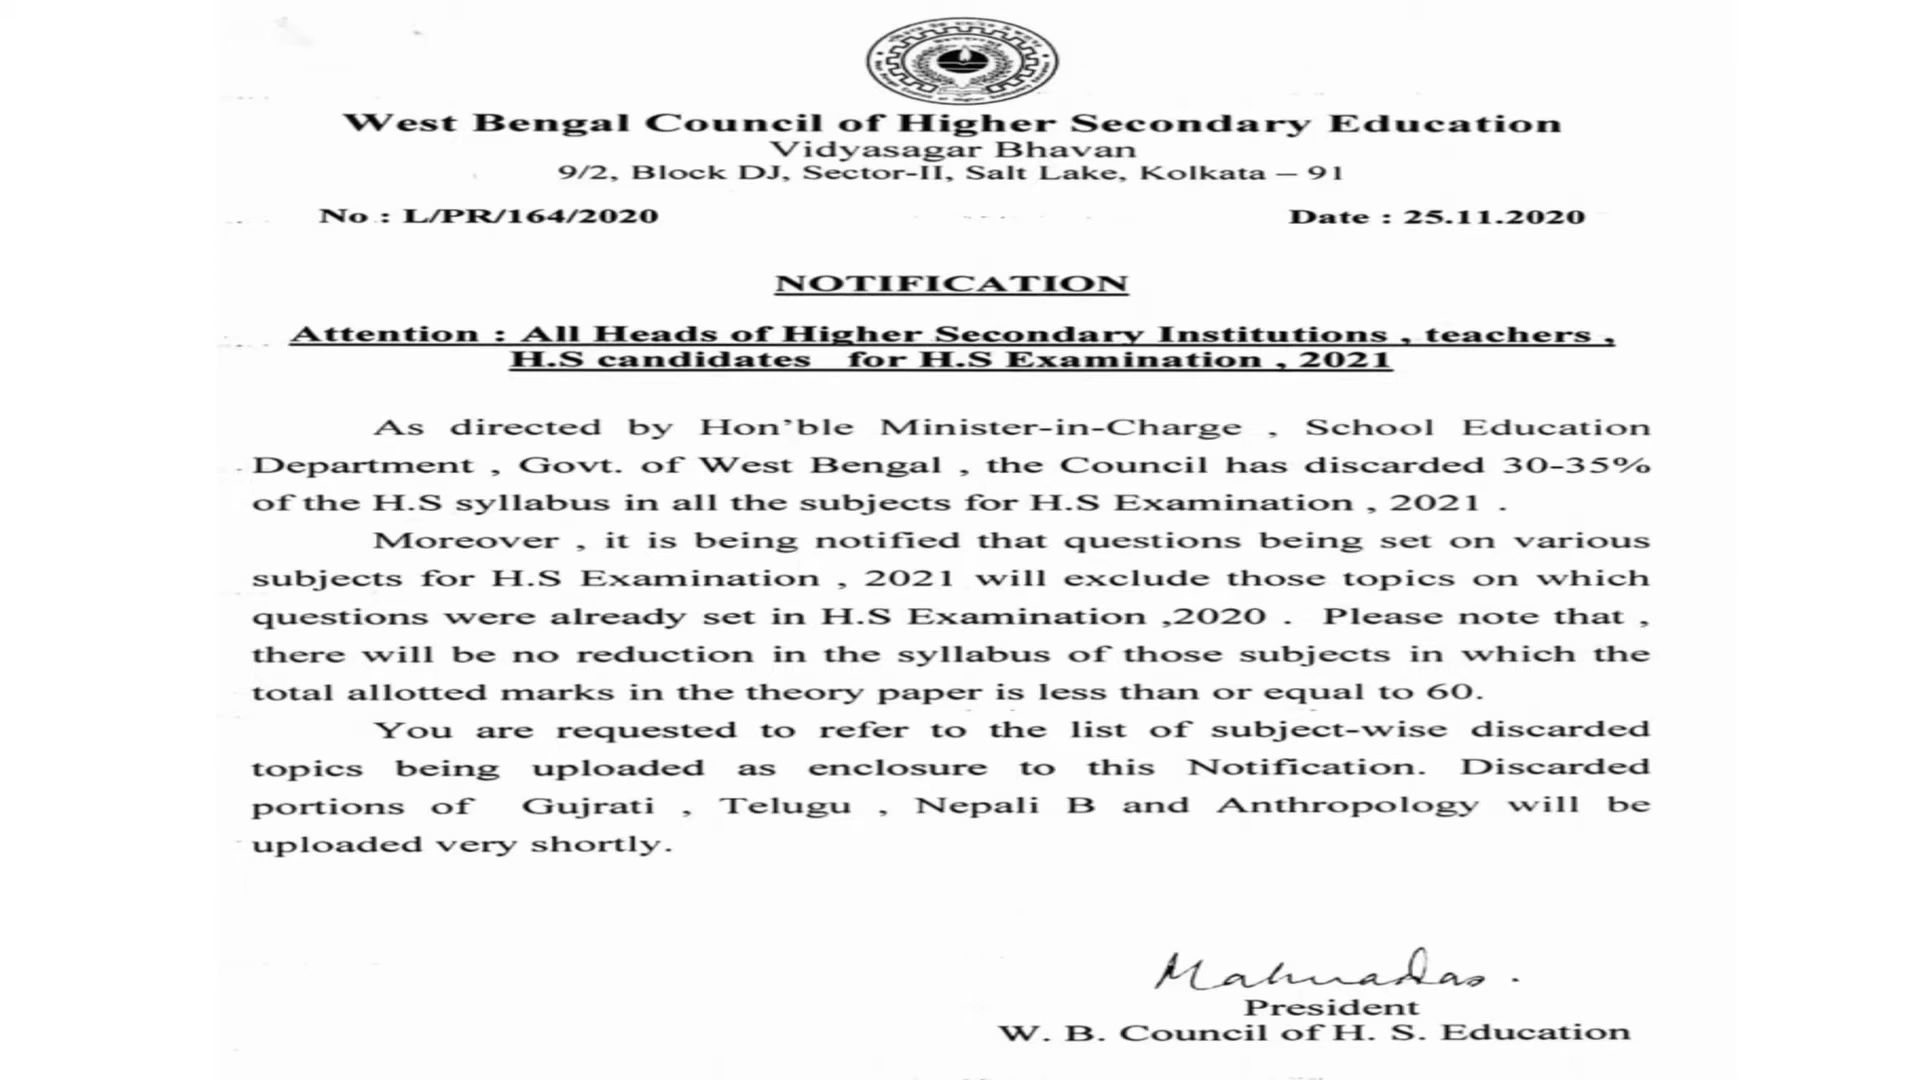 West Bengal Council of Higher Secondary Education
Vidyasagar Bhavan
9/2, Block DJ, Sector-II, Salt Lake, Kolkata – 91
No : L/PR/164/2020 Date : 25.11.2020
NOTIFICATION
Attention : All Heads of Higher Secondary Institutions , teachers ,
H.S candidates for H.S Examination , 2021
As directed by Hon'ble Minister-in-Charge , School Education
Department , Govt. of West Bengal , the Council has discarded 30-35%
of the H.S syllabus in all the subjects for H.S Examination , 2021 .
Moreover , it is being notified that questions being set on various
subjects for H.S Examination , 2021 will exclude those topics on which
questions were already set in H.S Examination ,2020 . Please note that ,
there will be no reduction in the syllabus of those subjects in which the
total allotted marks in the theory paper is less than or equal to 60.
You are requested to refer to the list of subject-wise discarded
topics being uploaded as enclosure to this Notification. Discarded
portions of Gujrati , Telugu , Nepali B and Anthropology will be
uploaded very shortly.
President
W. B. Council of H. S. Education